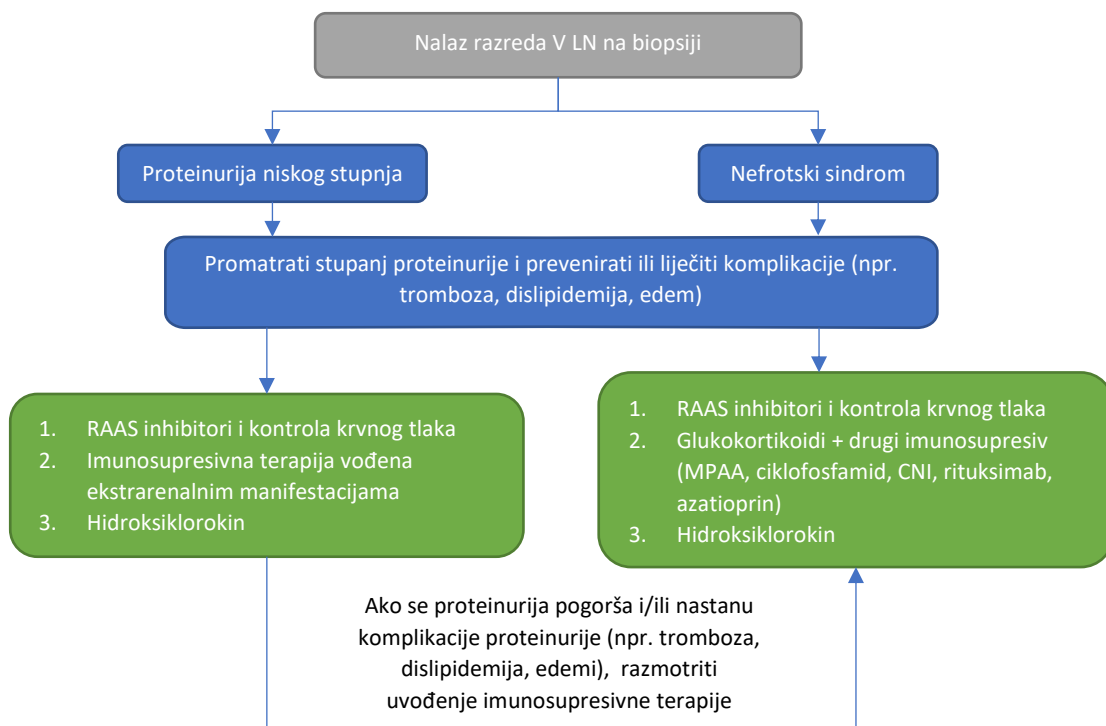 Nalaz razreda V LN na biopsiji
Proteinurija niskog stupnja
Nefrotski sindrom
Promatrati stupanj proteinurije i prevenirati ili liječiti komplikacije (npr.
tromboza, dislipidemija, edem)
1. RAAS inhibitori i kontrola krvnog tlaka
2. Imunosupresivna terapija vođena
ekstrarenalnim manifestacijama
3. Hidroksiklorokin
1. RAAS inhibitori i kontrola krvnog tlaka
2. Glukokortikoidi + drugi imunosupresiv
(MPAA, ciklofosfamid, CNI, rituksimab,
azatioprin)
3. Hidroksiklorokin
Ako se proteinurija pogorša i/ili nastanu
komplikacije proteinurije (npr. tromboza,
dislipidemija, edemi), razmotriti
uvođenje imunosupresivne terapije